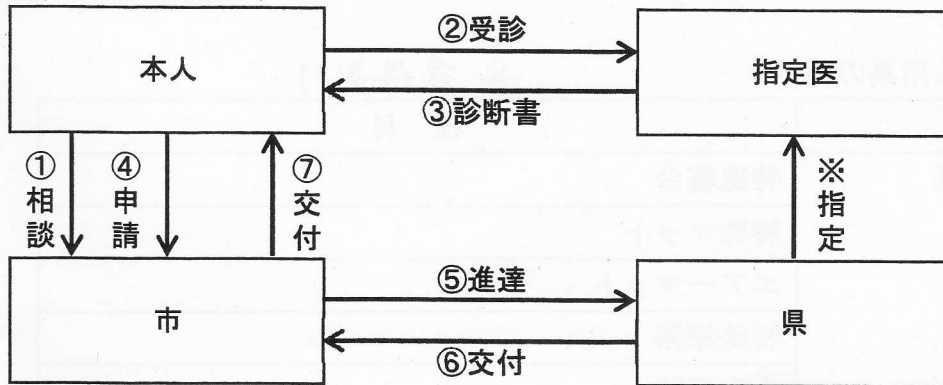 ②受診
本人
指定医
③診断書
①相談
④申請
⑦交付
※指定
⑤進達
市
県
⑥交付